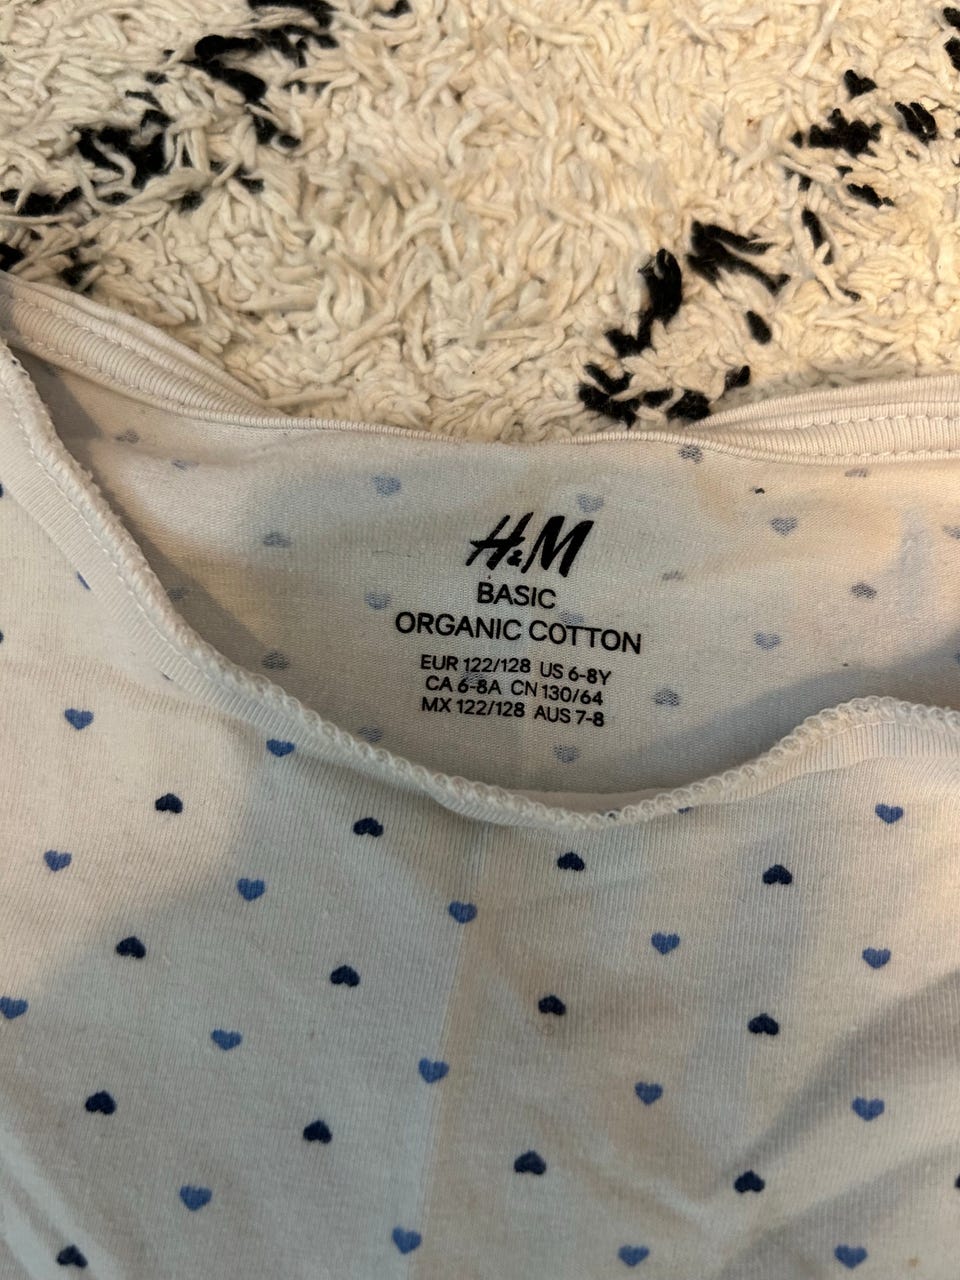 H&M
BASIC
ORGANIC COTTON
EUR 122/128 US 6-8Y
CA 6-8A CN 130/64
MX 122/128 AUS 7-8